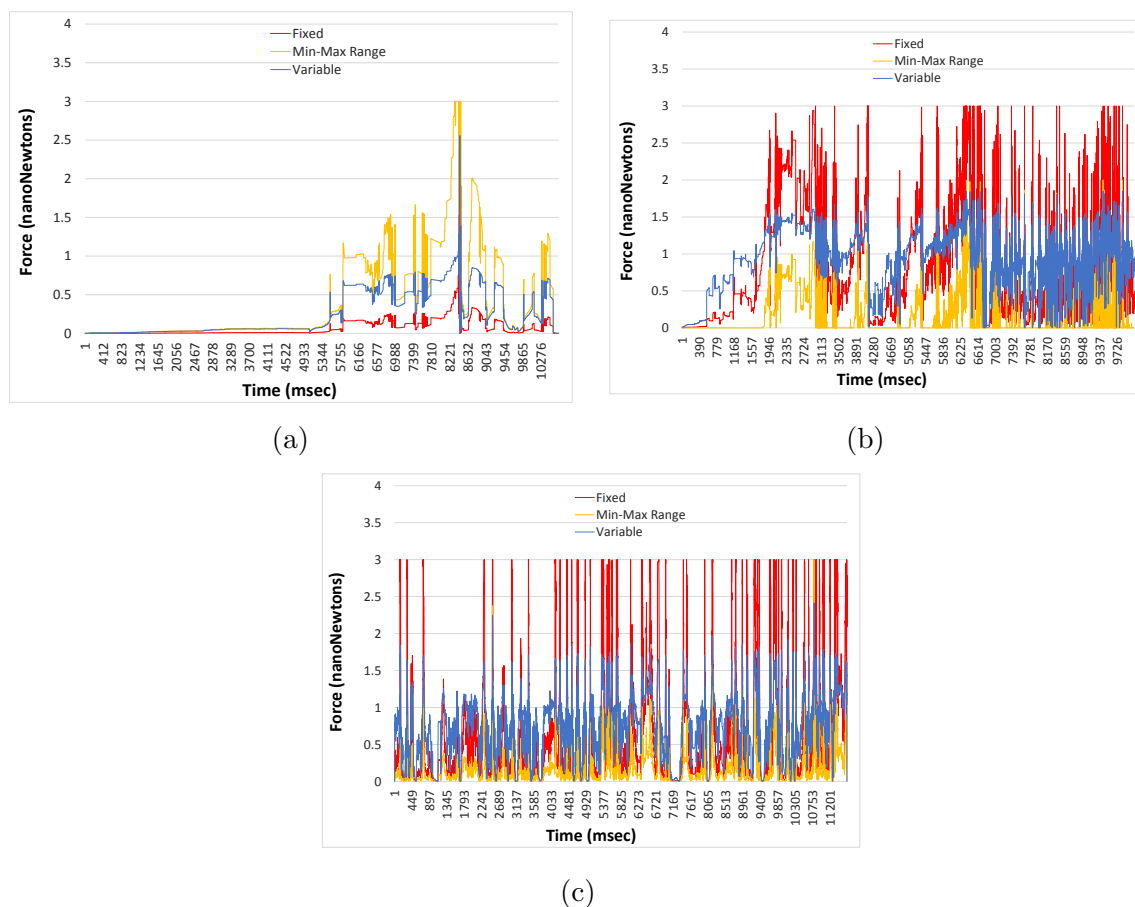 4
3.5
3
2.5
2
1.5
1
0.5
0
Force (nanoNewtons)
Fixed
Min-Max Range
Variable
1 412 823 1234 1645 2056 2467 2878 3289 3700 4111 4522 4933 5344 5755 6166 6577 6988 7399 7810 8221 8632 9043 9454 9865 10276
Time (msec)
(a)
4
3.5
3
2.5
2
1.5
1
0.5
0
Force (nanoNewtons)
Fixed
Min-Max Range
Variable
1 390 779 1168 1557 1946 2335 2724 3113 3502 3891 4280 4669 5058 5447 5836 6225 6614 7003 7392 7781 8170 8559 8948 9337 9726
Time (msec)
(b)
4
3.5
3
2.5
2
1.5
1
0.5
0
Force (nanoNewtons)
Fixed
Min-Max Range
Variable
1 449 897 1345 1793 2241 2689 3137 3585 4033 4481 4929 5377 5825 6273 6721 7169 7617 8065 8513 8961 9409 9857 10305 10753 11201
Time (msec)
(c)